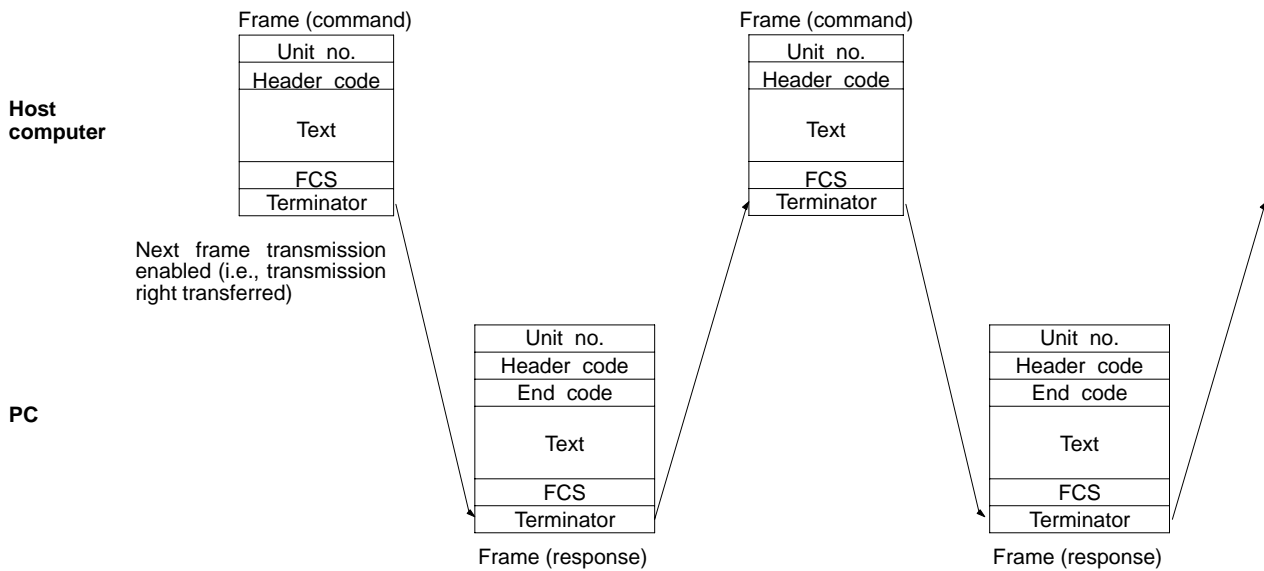 Frame (command)
Unit no.
Header code
Text
FCS
Terminator
Frame (command)
Unit no.
Header code
Text
FCS
Terminator
Host
computer
Next frame transmission
enabled (i.e., transmission
right transferred)
Unit no.
Header code
End code
Text
FCS
Terminator
Frame (response)
Unit no.
Header code
End code
Text
FCS
Terminator
Frame (response)
PC